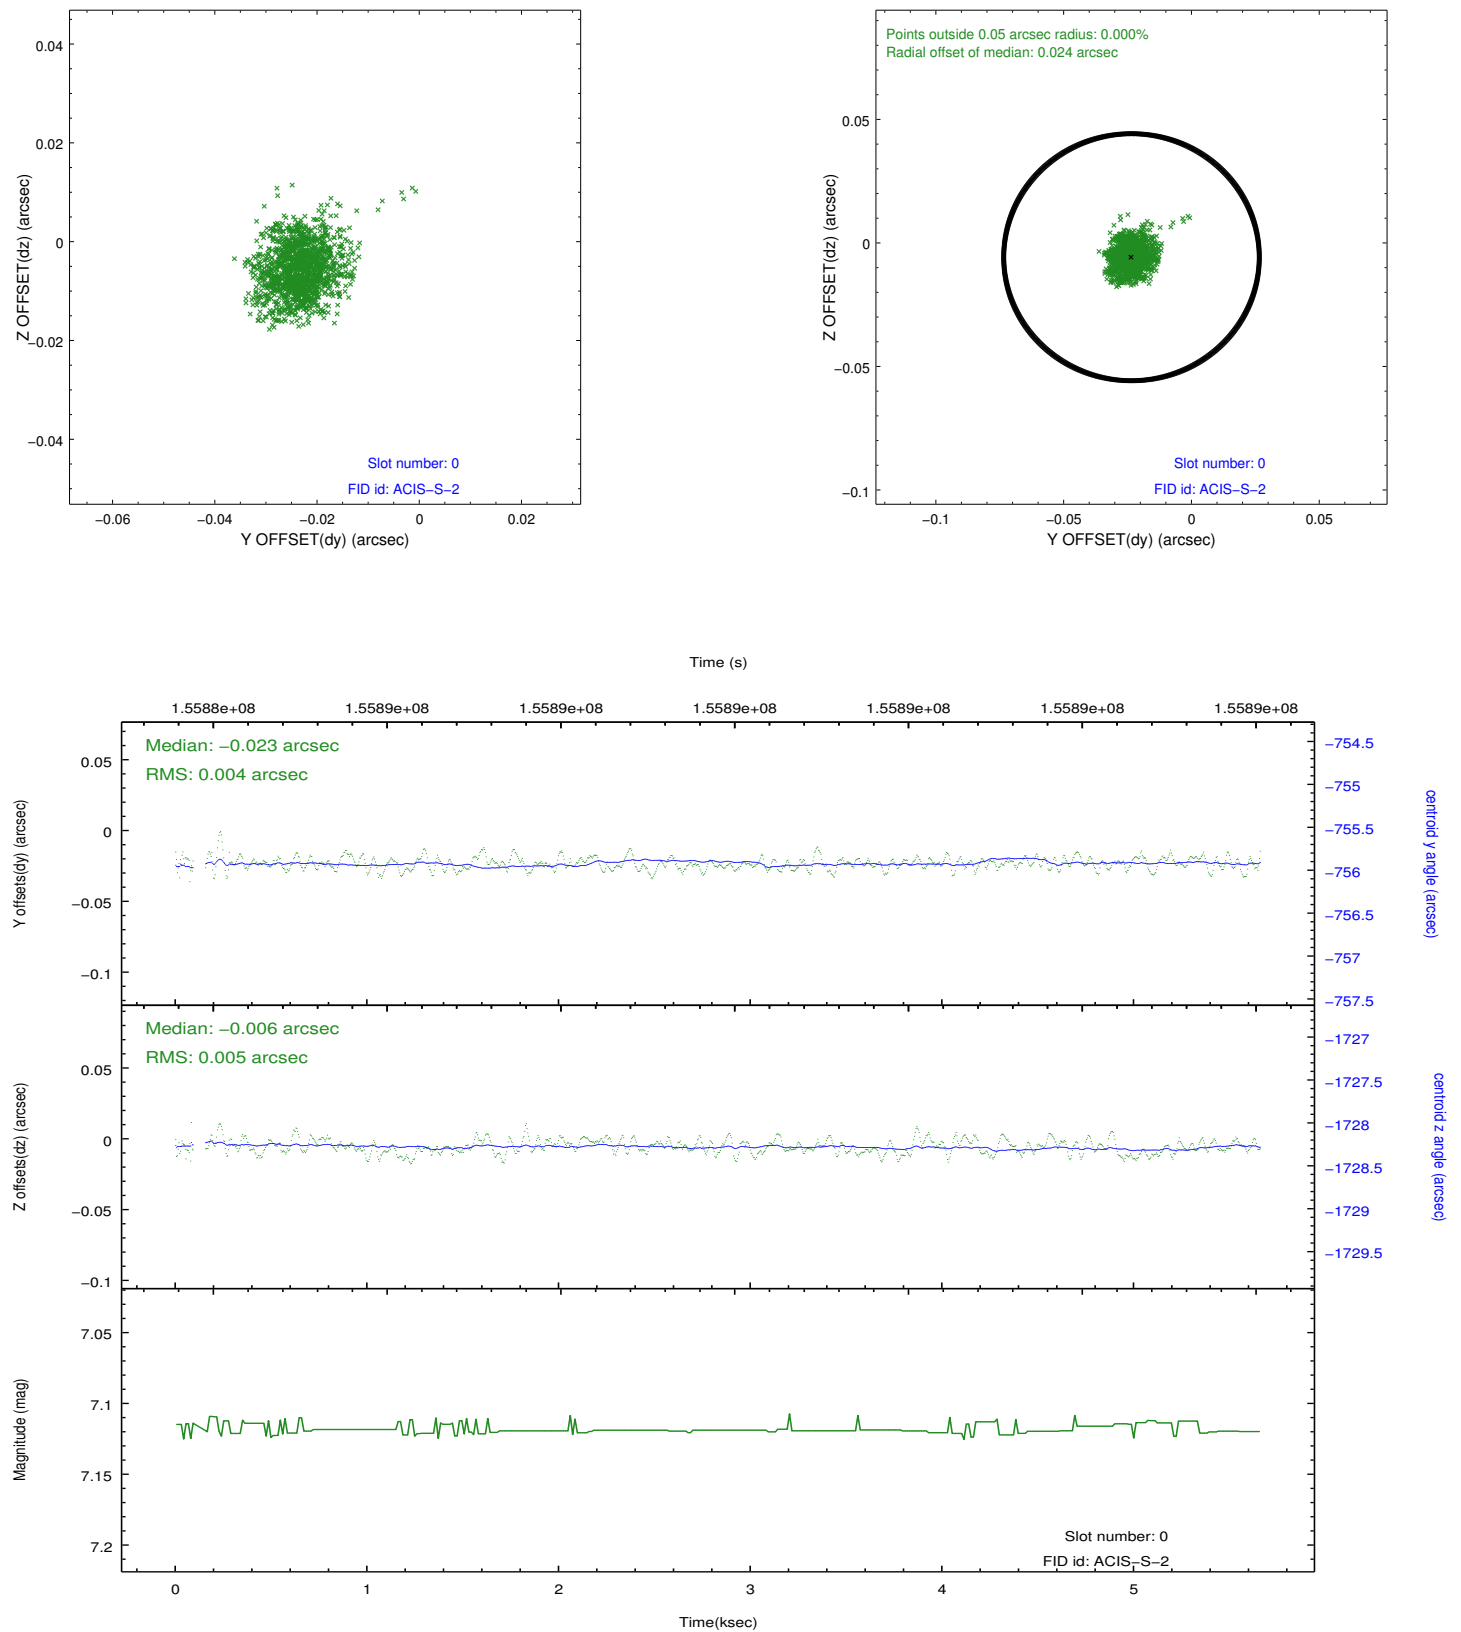 0.04
0.02
0
−0.02
−0.04
Z OFFSET(dz) (arcsec)
Slot number: 0
FID id: ACIS−S−2
−0.06
−0.04
−0.02
0
0.02
Y OFFSET(dy) (arcsec)
Points outside 0.05 arcsec radius: 0.000%
Radial offset of median: 0.024 arcsec
0.05
0
−0.05
−0.1
Z OFFSET(dz) (arcsec)
Slot number: 0
FID id: ACIS−S−2
−0.1
−0.05
0
0.05
Y OFFSET(dy) (arcsec)
Time (s)
1.5588e+08
1.5589e+08
1.5589e+08
1.5589e+08
1.5589e+08
1.5589e+08
1.5589e+08
Median: −0.023 arcsec
RMS: 0.004 arcsec
0.05
0
−0.05
−0.1
Y offsets(dy) (arcsec)
−754.5
−755
−755.5
−756
−756.5
−757
−757.5
centroid y angle (arcsec)
Median: −0.006 arcsec
RMS: 0.005 arcsec
0.05
0
−0.05
−0.1
Z offsets(dz) (arcsec)
−1727
−1727.5
−1728
−1728.5
−1729
−1729.5
centroid z angle (arcsec)
7.05
7.1
7.15
7.2
Magnitude (mag)
Slot number: 0
FID id: ACIS−S−2
0
1
2
3
4
5
Time(ksec)